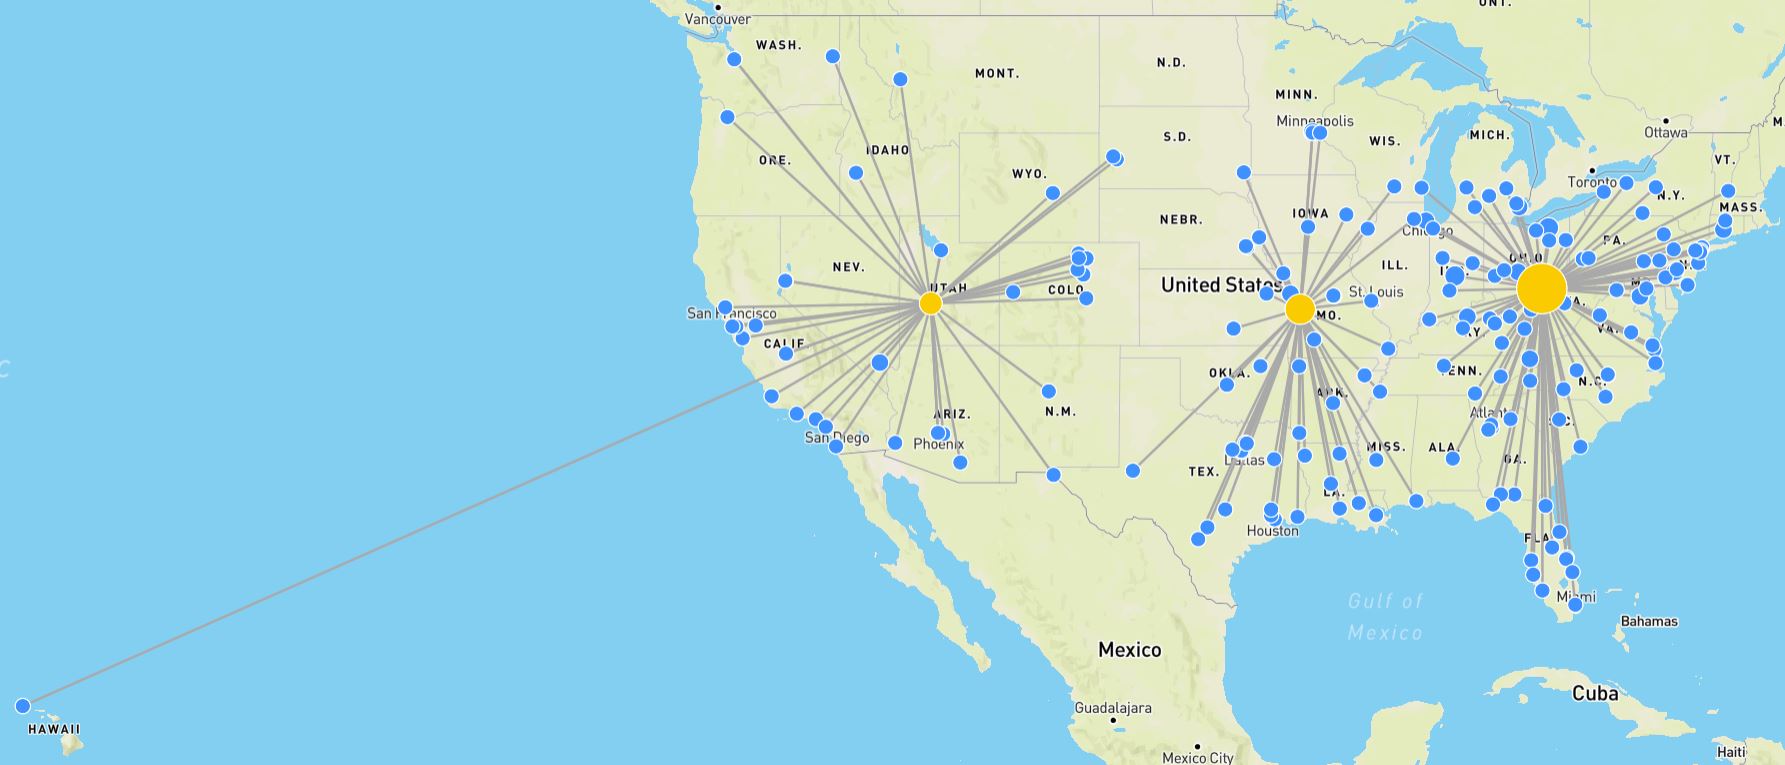 ONT.
Vancouver
WASH.
MONT.
N.D.
MINN.
Minneapolis
Ottawa
M
S.D.
WIS.
MICH.
ORE.
IDAHO
VT.
WYO.
Toronto
N.Y.
MASS.
NEBR.
IOWA
Chicago
PA.
NEV.
ILL.
OHIO
UTAH
COLO.
United States
St. Louis
San Francisco
MO.
VA.
CALIF.
KY.
OKLA.
TENN.
N.C.
ARIZ.
N.M.
ARK.
Atlanta
San Diego
Phoenix
S.C.
MISS.
ALA.
Dallas
TEX.
GA.
LA.
Houston
FLA.
Gulf of
Mexico
Miami
Bahamas
Mexico
Cuba
Guadalajara
HAWAII
Mexico City
Haiti